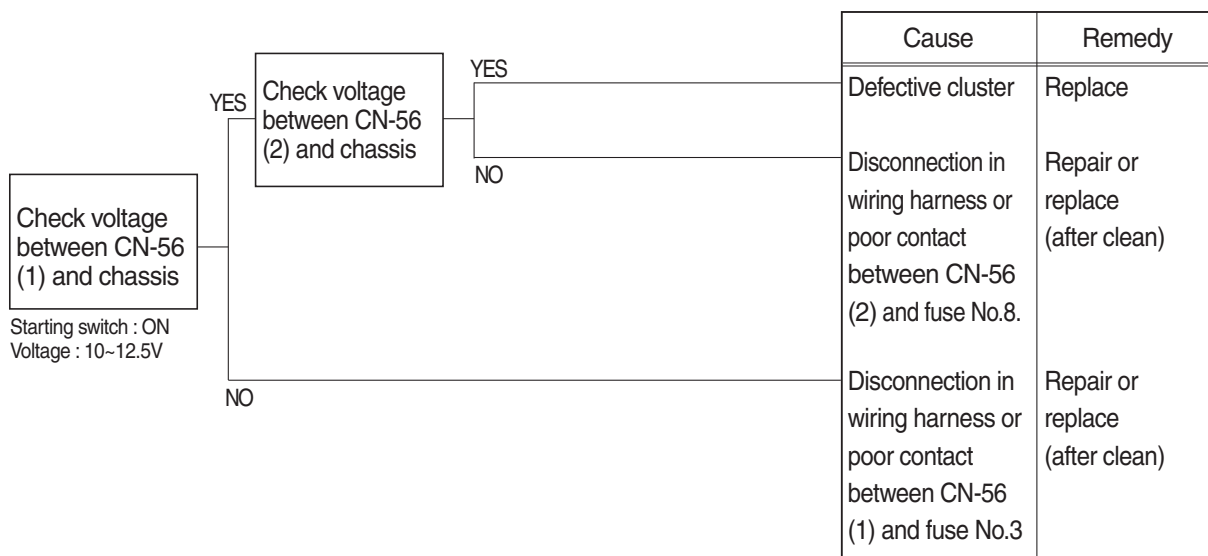 Cause
Remedy
YES
Check voltage
between CN-56
(2) and chassis
YES
Defective cluster
Replace
NO
Disconnection in
wiring harness or
poor contact
between CN-56
(2) and fuse No.8.
Repair or
replace
(after clean)
Check voltage
between CN-56
(1) and chassis
Starting switch : ON
Voltage : 10~12.5V
NO
Disconnection in
wiring harness or
poor contact
between CN-56
(1) and fuse No.3
Repair or
replace
(after clean)